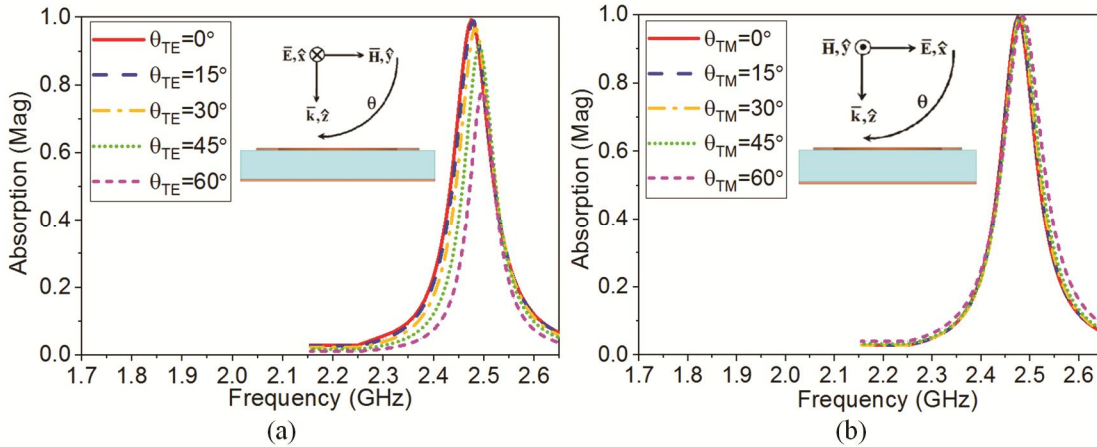 1.0
0.8
0.6
0.4
0.2
0.0
Absorption (Mag)
θTE=0°
θTE=15°
θTE=30°
θTE=45°
θTE=60°
E̅,x̂ H̅,ŷ
k̅,ẑ
θ
1.7 1.8 1.9 2.0 2.1 2.2 2.3 2.4 2.5 2.6
Frequency (GHz)
(a)
1.0
0.8
0.6
0.4
0.2
0.0
Absorption (Mag)
θTM=0°
θTM=15°
θTM=30°
θTM=45°
θTM=60°
H̅,ŷ E̅,x̂
k̅,ẑ
θ
1.7 1.8 1.9 2.0 2.1 2.2 2.3 2.4 2.5 2.6
Frequency (GHz)
(b)